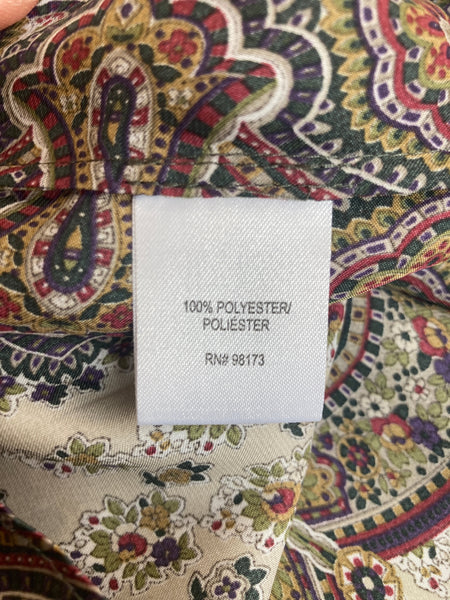 100% POLYESTER/
POLIÉSTER
RN# 98173